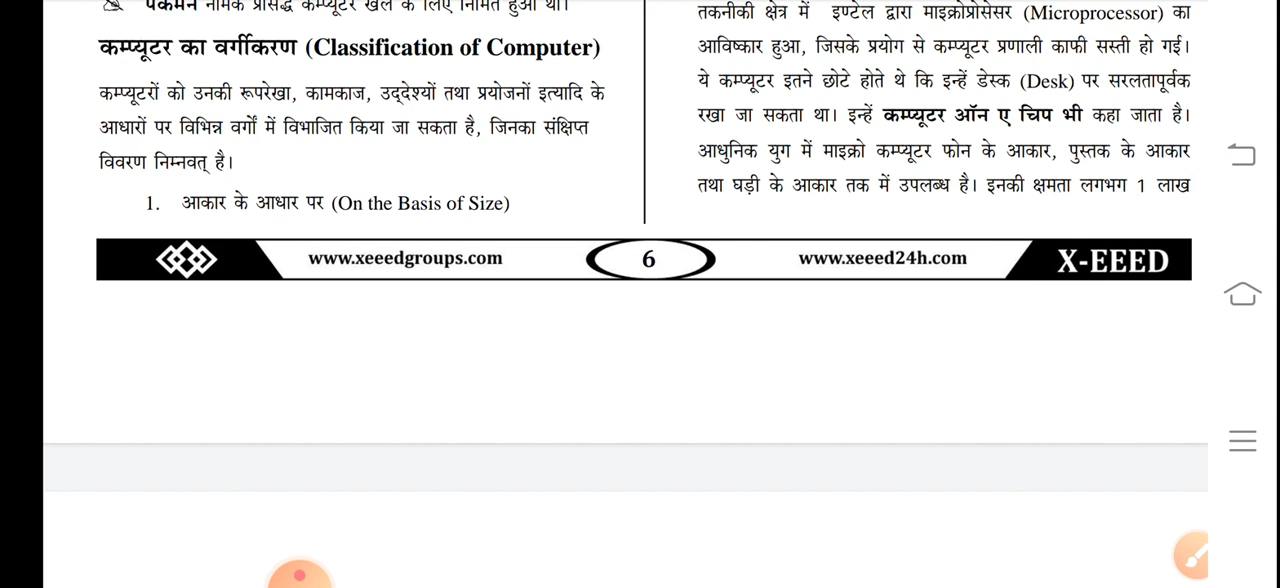 पैकमैन नामक प्रसिद्ध कम्प्यूटर खेल के लिए निर्मित हुआ था।
कम्प्यूटर का वर्गीकरण (Classification of Computer)
कम्प्यूटरों को उनकी रूपरेखा, कामकाज, उद्देश्यों तथा प्रयोजनों इत्यादि के
आधारों पर विभिन्न वर्गों में विभाजित किया जा सकता है, जिनका संक्षिप्त
विवरण निम्नवत् है।
1. आकार के आधार पर (On the Basis of Size)
तकनीकी क्षेत्र में इण्टेल द्वारा माइक्रोप्रोसेसर (Microprocessor) का
आविष्कार हुआ, जिसके प्रयोग से कम्प्यूटर प्रणाली काफी सस्ती हो गई।
ये कम्प्यूटर इतने छोटे होते थे कि इन्हें डेस्क (Desk) पर सरलतापूर्वक
रखा जा सकता था। इन्हें कम्प्यूटर ऑन ए चिप भी कहा जाता है।
आधुनिक युग में माइक्रो कम्प्यूटर फोन के आकार, पुस्तक के आकार
तथा घड़ी के आकार तक में उपलब्ध है। इनकी क्षमता लगभग 1 लाख
www.xeeedgroups.com 6 www.xeeed24h.com X-EEED